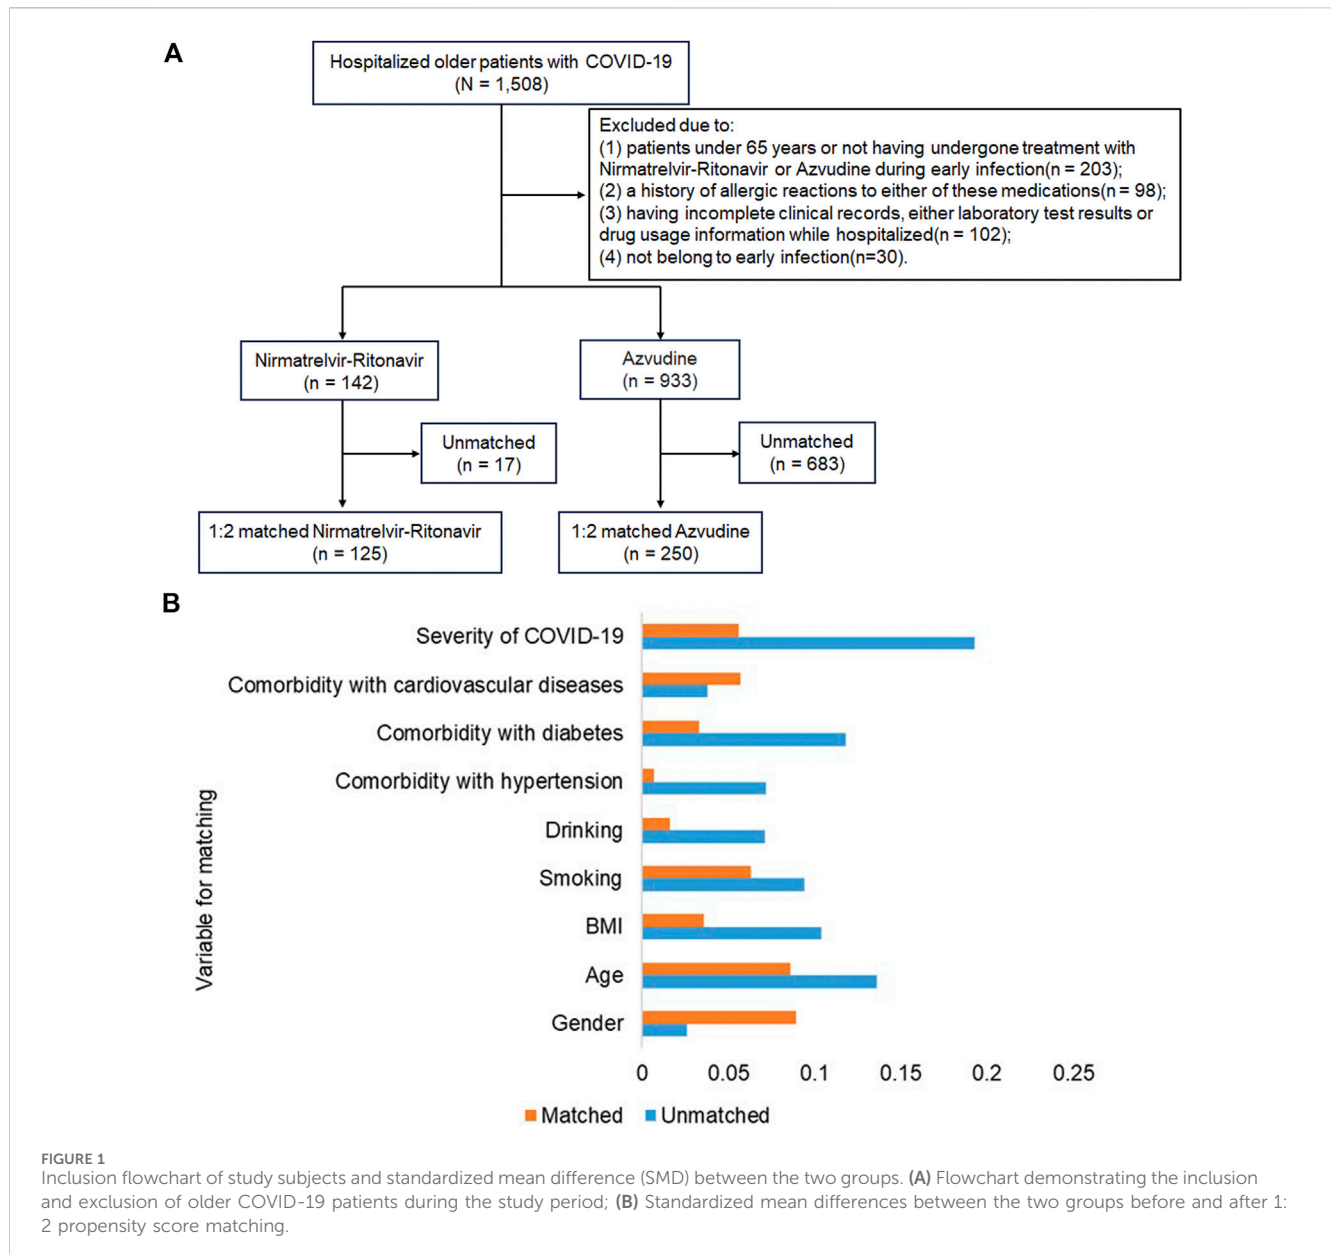 A
Hospitalized older patients with COVID-19
(N = 1,508)
Excluded due to:
(1) patients under 65 years or not having undergone treatment with
Nirmatrelvir-Ritonavir or Azvudine during early infection(n = 203);
(2) a history of allergic reactions to either of these medications(n = 98);
(3) having incomplete clinical records, either laboratory test results or
drug usage information while hospitalized(n = 102);
(4) not belong to early infection(n=30).
Nirmatrelvir-Ritonavir
(n = 142)
Azvudine
(n = 933)
Unmatched
(n = 17)
Unmatched
(n = 683)
1:2 matched Nirmatrelvir-Ritonavir
(n = 125)
1:2 matched Azvudine
(n = 250)
B
Variable for matching
Severity of COVID-19
Comorbidity with cardiovascular diseases
Comorbidity with diabetes
Comorbidity with hypertension
Drinking
Smoking
BMI
Age
Gender
0 0.05 0.1 0.15 0.2 0.25
Matched Unmatched
FIGURE 1
Inclusion flowchart of study subjects and standardized mean difference (SMD) between the two groups. (A) Flowchart demonstrating the inclusion
and exclusion of older COVID-19 patients during the study period; (B) Standardized mean differences between the two groups before and after 1:
2 propensity score matching.